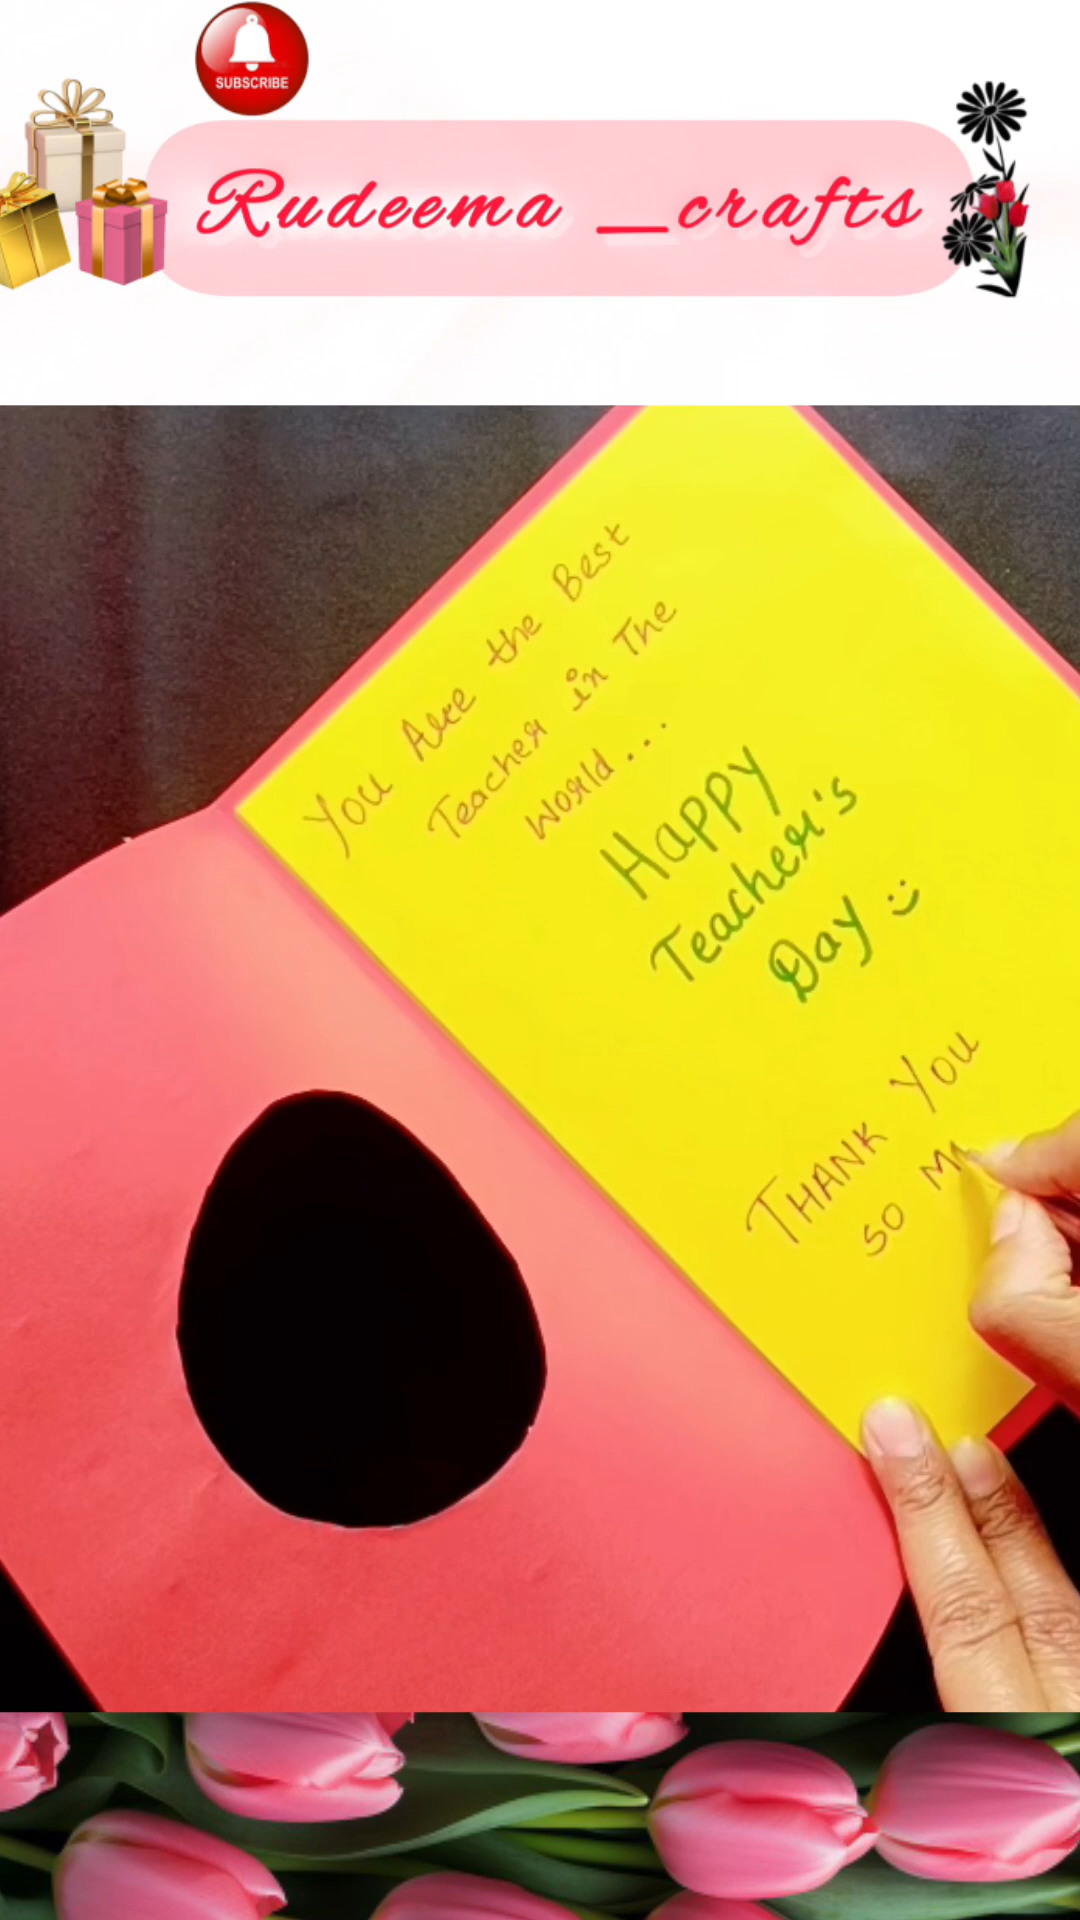 SUBSCRIBE
Rudeema _crafts
You Are the Best
Teacher in The
World...
Happy
Teacher's
Day :)
THANK YOU
SO